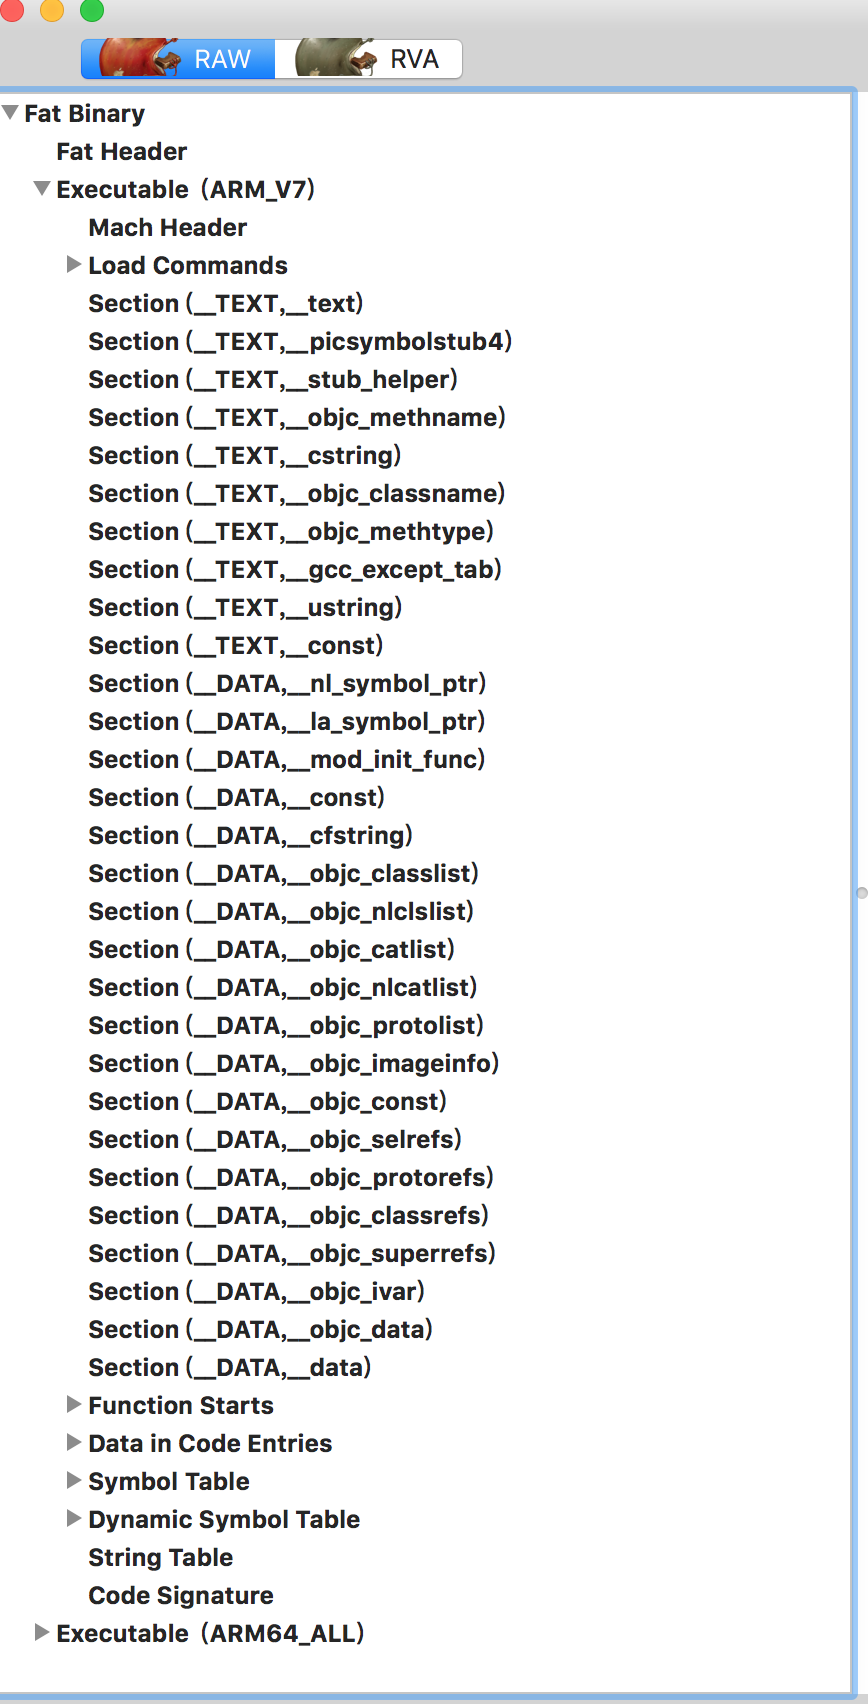 RAW RVA
Fat Binary
Fat Header
Executable (ARM_V7)
Mach Header
Load Commands
Section (__TEXT,__text)
Section (__TEXT,__picsymbolstub4)
Section (__TEXT,__stub_helper)
Section (__TEXT,__objc_methname)
Section (__TEXT,__cstring)
Section (__TEXT,__objc_classname)
Section (__TEXT,__objc_methtype)
Section (__TEXT,__gcc_except_tab)
Section (__TEXT,__ustring)
Section (__TEXT,__const)
Section (__DATA,__nl_symbol_ptr)
Section (__DATA,__la_symbol_ptr)
Section (__DATA,__mod_init_func)
Section (__DATA,__const)
Section (__DATA,__cfstring)
Section (__DATA,__objc_classlist)
Section (__DATA,__objc_nlclslist)
Section (__DATA,__objc_catlist)
Section (__DATA,__objc_nlcatlist)
Section (__DATA,__objc_protolist)
Section (__DATA,__objc_imageinfo)
Section (__DATA,__objc_const)
Section (__DATA,__objc_selrefs)
Section (__DATA,__objc_protorefs)
Section (__DATA,__objc_classrefs)
Section (__DATA,__objc_superrefs)
Section (__DATA,__objc_ivar)
Section (__DATA,__objc_data)
Section (__DATA,__data)
Function Starts
Data in Code Entries
Symbol Table
Dynamic Symbol Table
String Table
Code Signature
Executable (ARM64_ALL)